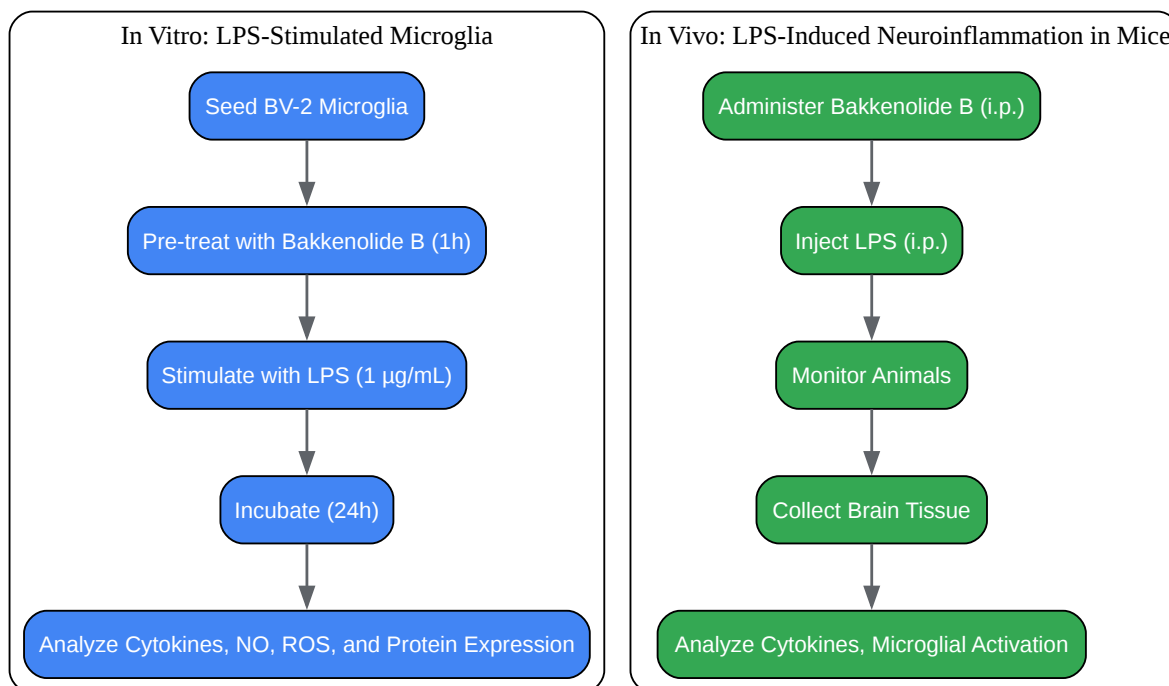 In Vitro: LPS-Stimulated Microglia
Seed BV-2 Microglia
Pre-treat with Bakkenolide B (1h)
Stimulate with LPS (1 µg/mL)
Incubate (24h)
Analyze Cytokines, NO, ROS, and Protein Expression
In Vivo: LPS-Induced Neuroinflammation in Mice
Administer Bakkenolide B (i.p.)
Inject LPS (i.p.)
Monitor Animals
Collect Brain Tissue
Analyze Cytokines, Microglial Activation